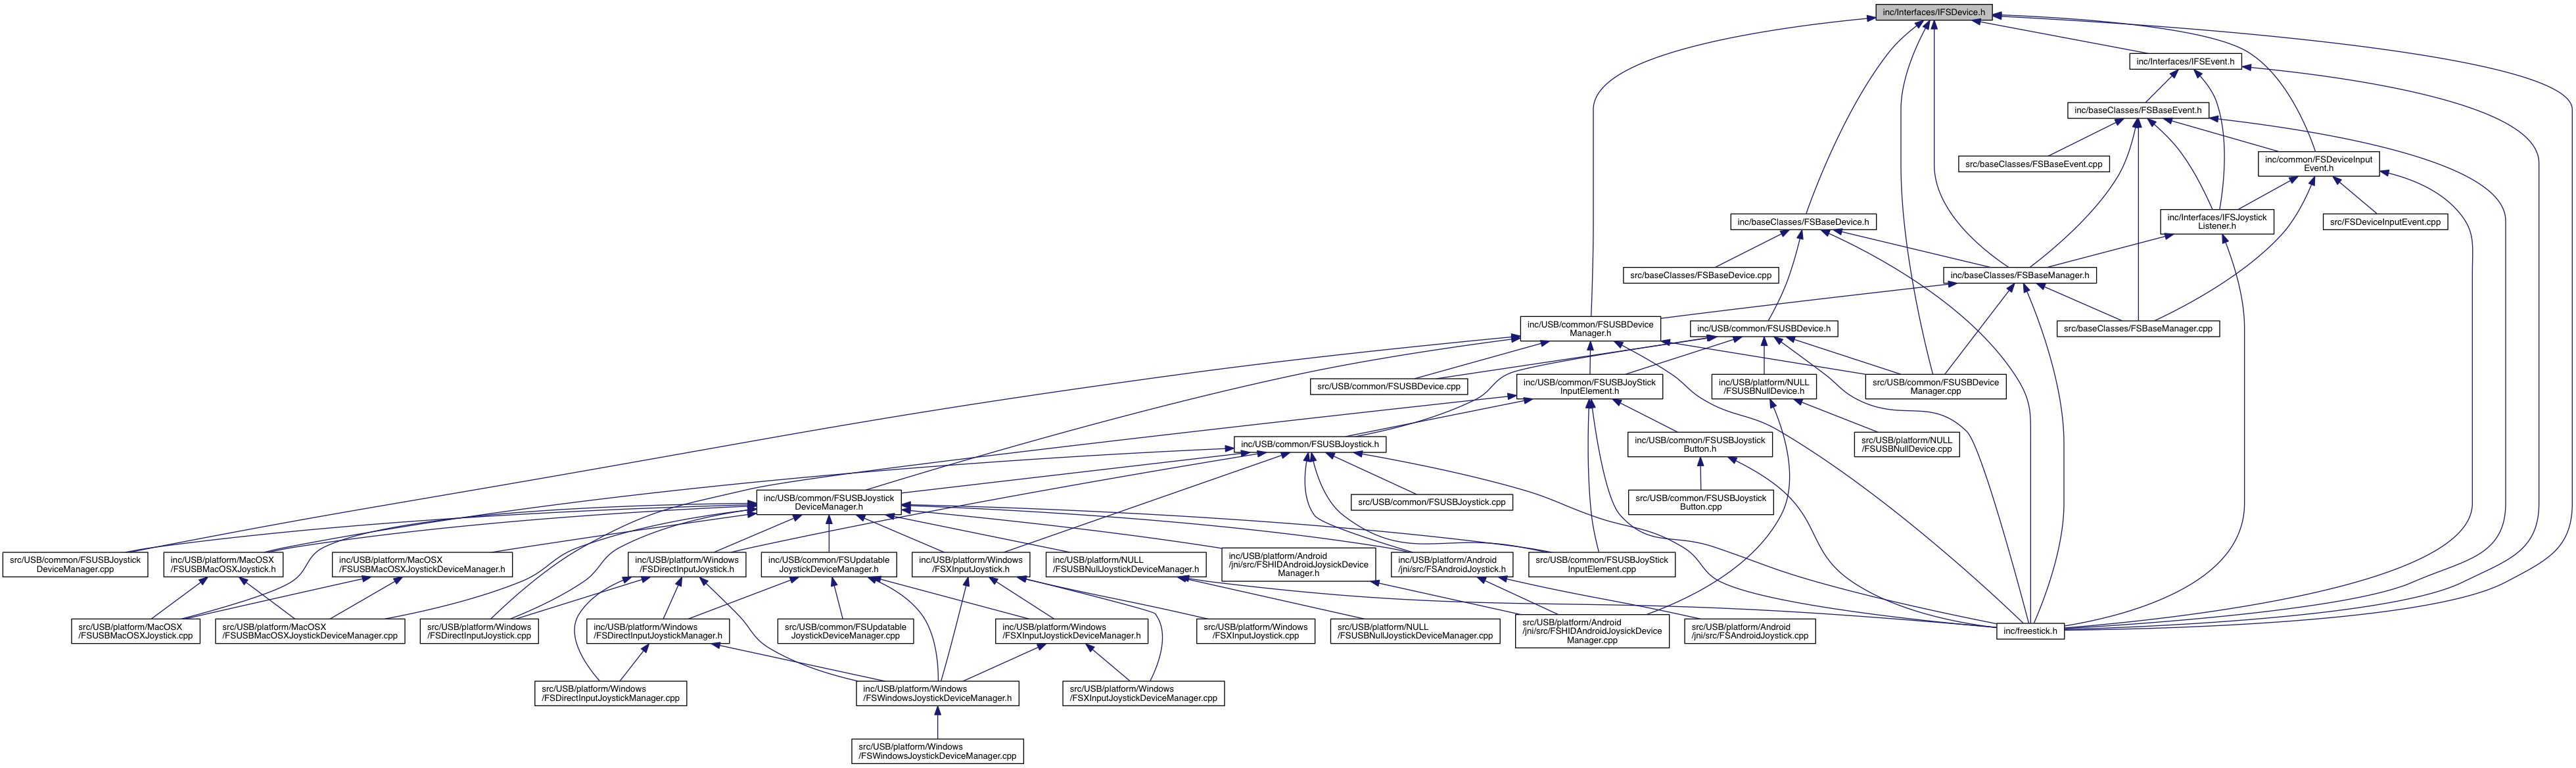 inc/Interfaces/IFSDevice.h
inc/Interfaces/IFSEvent.h
inc/baseClasses/FSBaseEvent.h
src/baseClasses/FSBaseEvent.cpp
inc/common/FSDeviceInput
Event.h
inc/baseClasses/FSBaseDevice.h
inc/Interfaces/IFSJoystick
Listener.h
src/FSDeviceInputEvent.cpp
src/baseClasses/FSBaseDevice.cpp
inc/baseClasses/FSBaseManager.h
inc/USB/common/FSUSBDevice
Manager.h
inc/USB/common/FSUSBDevice.h
src/baseClasses/FSBaseManager.cpp
src/USB/common/FSUSBDevice.cpp
inc/USB/common/FSUSBJoyStick
InputElement.h
inc/USB/platform/NULL
/FSUSBNullDevice.h
src/USB/common/FSUSBDevice
Manager.cpp
inc/USB/common/FSUSBJoystick.h
inc/USB/common/FSUSBJoystick
Button.h
src/USB/platform/NULL
/FSUSBNullDevice.cpp
inc/USB/common/FSUSBJoystick
DeviceManager.h
src/USB/common/FSUSBJoystick.cpp
src/USB/common/FSUSBJoystick
Button.cpp
src/USB/common/FSUSBJoystick
DeviceManager.cpp
inc/USB/platform/MacOSX
/FSUSBMacOSXJoystick.h
inc/USB/platform/MacOSX
/FSUSBMacOSXJoystickDeviceManager.h
inc/USB/platform/Windows
/FSDirectInputJoystick.h
inc/USB/common/FSUpdatable
JoystickDeviceManager.h
inc/USB/platform/Windows
/FSXInputJoystick.h
inc/USB/platform/NULL
/FSUSBNullJoystickDeviceManager.h
inc/USB/platform/Android
/jni/src/FSHIDAndroidJoysickDevice
Manager.h
inc/USB/platform/Android
/jni/src/FSAndroidJoystick.h
src/USB/common/FSUSBJoyStick
InputElement.cpp
src/USB/platform/MacOSX
/FSUSBMacOSXJoystick.cpp
src/USB/platform/MacOSX
/FSUSBMacOSXJoystickDeviceManager.cpp
src/USB/platform/Windows
/FSDirectInputJoystick.cpp
inc/USB/platform/Windows
/FSDirectInputJoystickManager.h
src/USB/common/FSUpdatable
JoystickDeviceManager.cpp
inc/USB/platform/Windows
/FSXInputJoystickDeviceManager.h
src/USB/platform/Windows
/FSXInputJoystick.cpp
src/USB/platform/NULL
/FSUSBNullJoystickDeviceManager.cpp
src/USB/platform/Android
/jni/src/FSHIDAndroidJoysickDevice
Manager.cpp
src/USB/platform/Android
/jni/src/FSAndroidJoystick.cpp
inc/freestick.h
src/USB/platform/Windows
/FSDirectInputJoystickManager.cpp
inc/USB/platform/Windows
/FSWindowsJoystickDeviceManager.h
src/USB/platform/Windows
/FSXInputJoystickDeviceManager.cpp
src/USB/platform/Windows
/FSWindowsJoystickDeviceManager.cpp